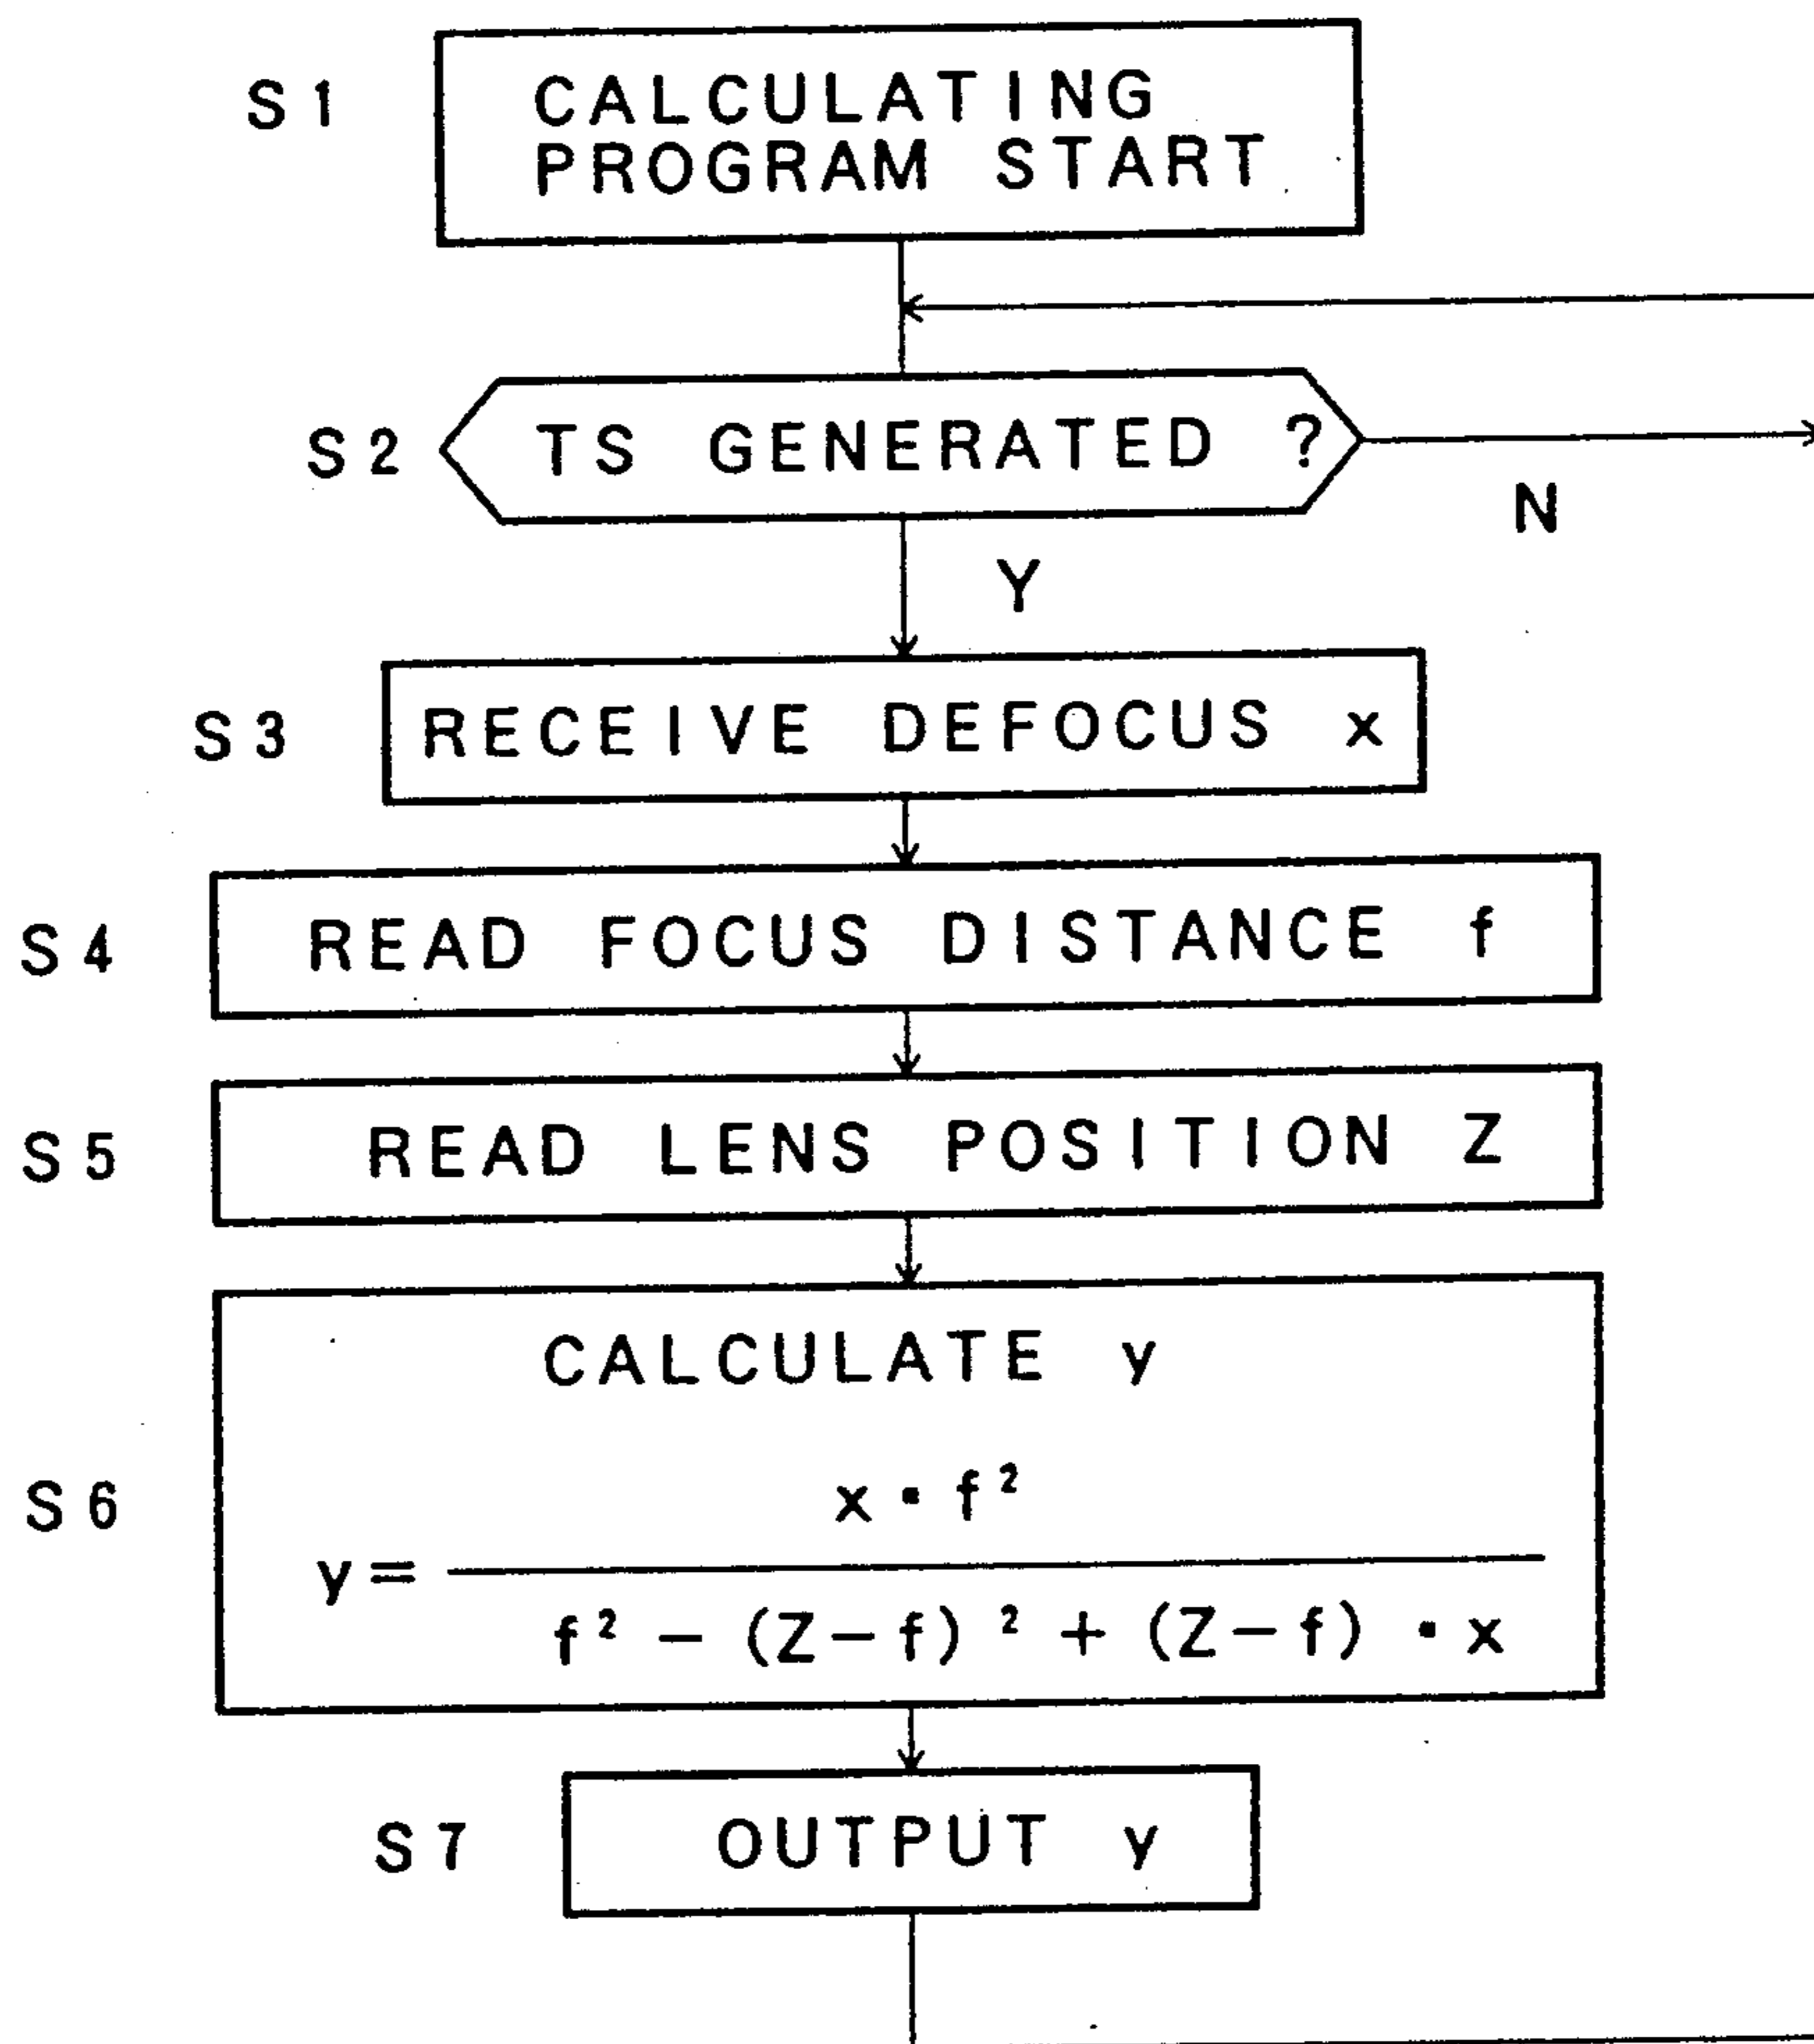 S1
CALCULATING
PROGRAM START
S2
TS GENERATED ?
N
Y
S3
RECEIVE DEFOCUS x
S4
READ FOCUS DISTANCE f
S5
READ LENS POSITION Z
CALCULATE y
S6
x・f²
y=
f²−(Z−f)²+(Z−f)・x
S7
OUTPUT y